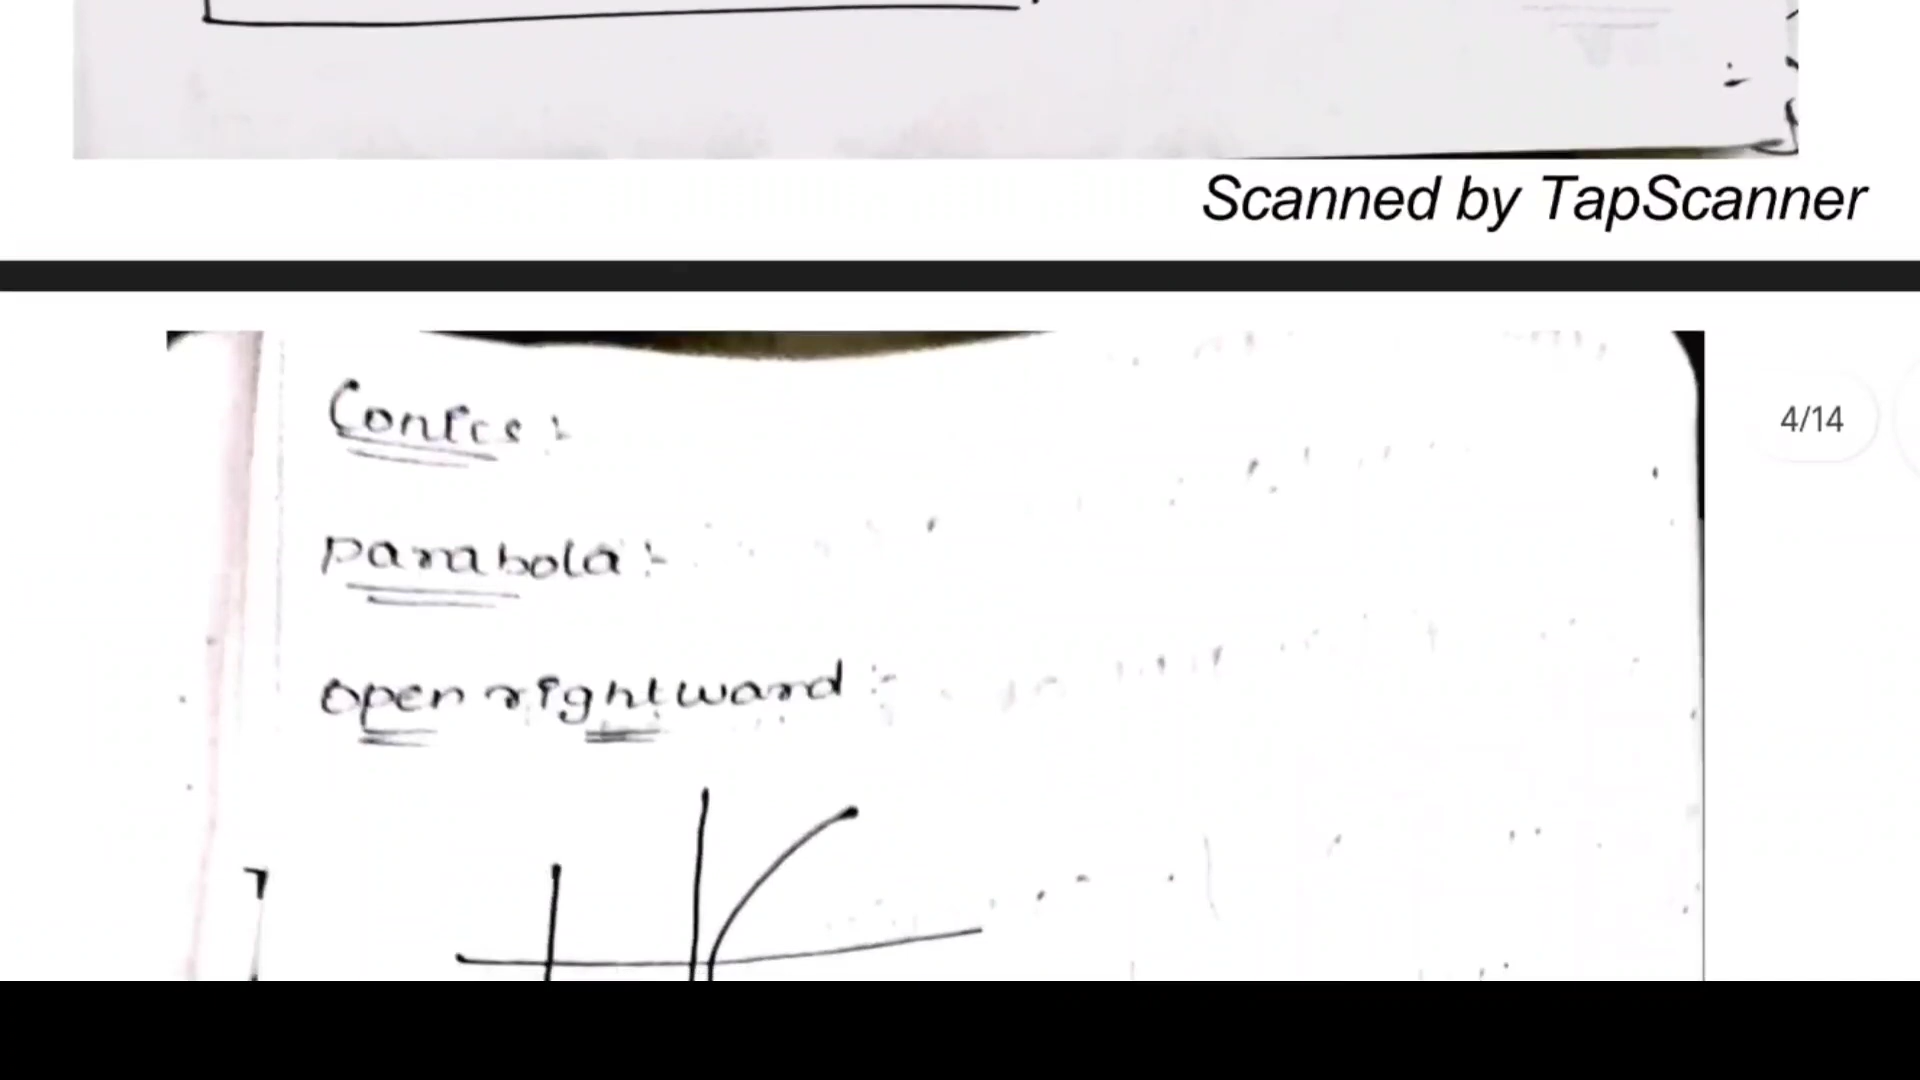 Scanned by TapScanner
4/14
Conics :
parabola :-
open rightward :-